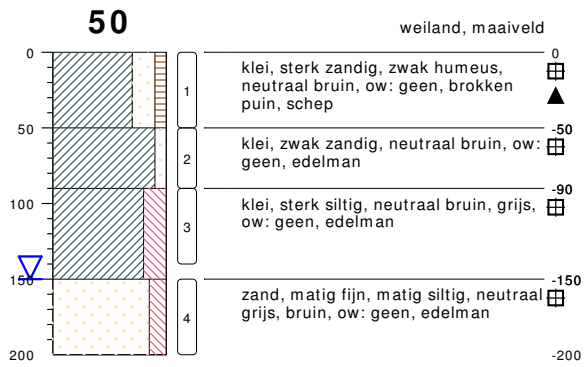 50
weiland, maaiveld
0
0
klei, sterk zandig, zwak humeus,
neutraal bruin, ow: geen, brokken
puin, schep
1
50
-50
klei, zwak zandig, neutraal bruin, ow:
geen, edelman
2
-90
100
klei, sterk siltig, neutraal bruin, grijs,
ow: geen, edelman
3
150
-150
zand, matig fijn, matig siltig, neutraal
grijs, bruin, ow: geen, edelman
4
200
-200